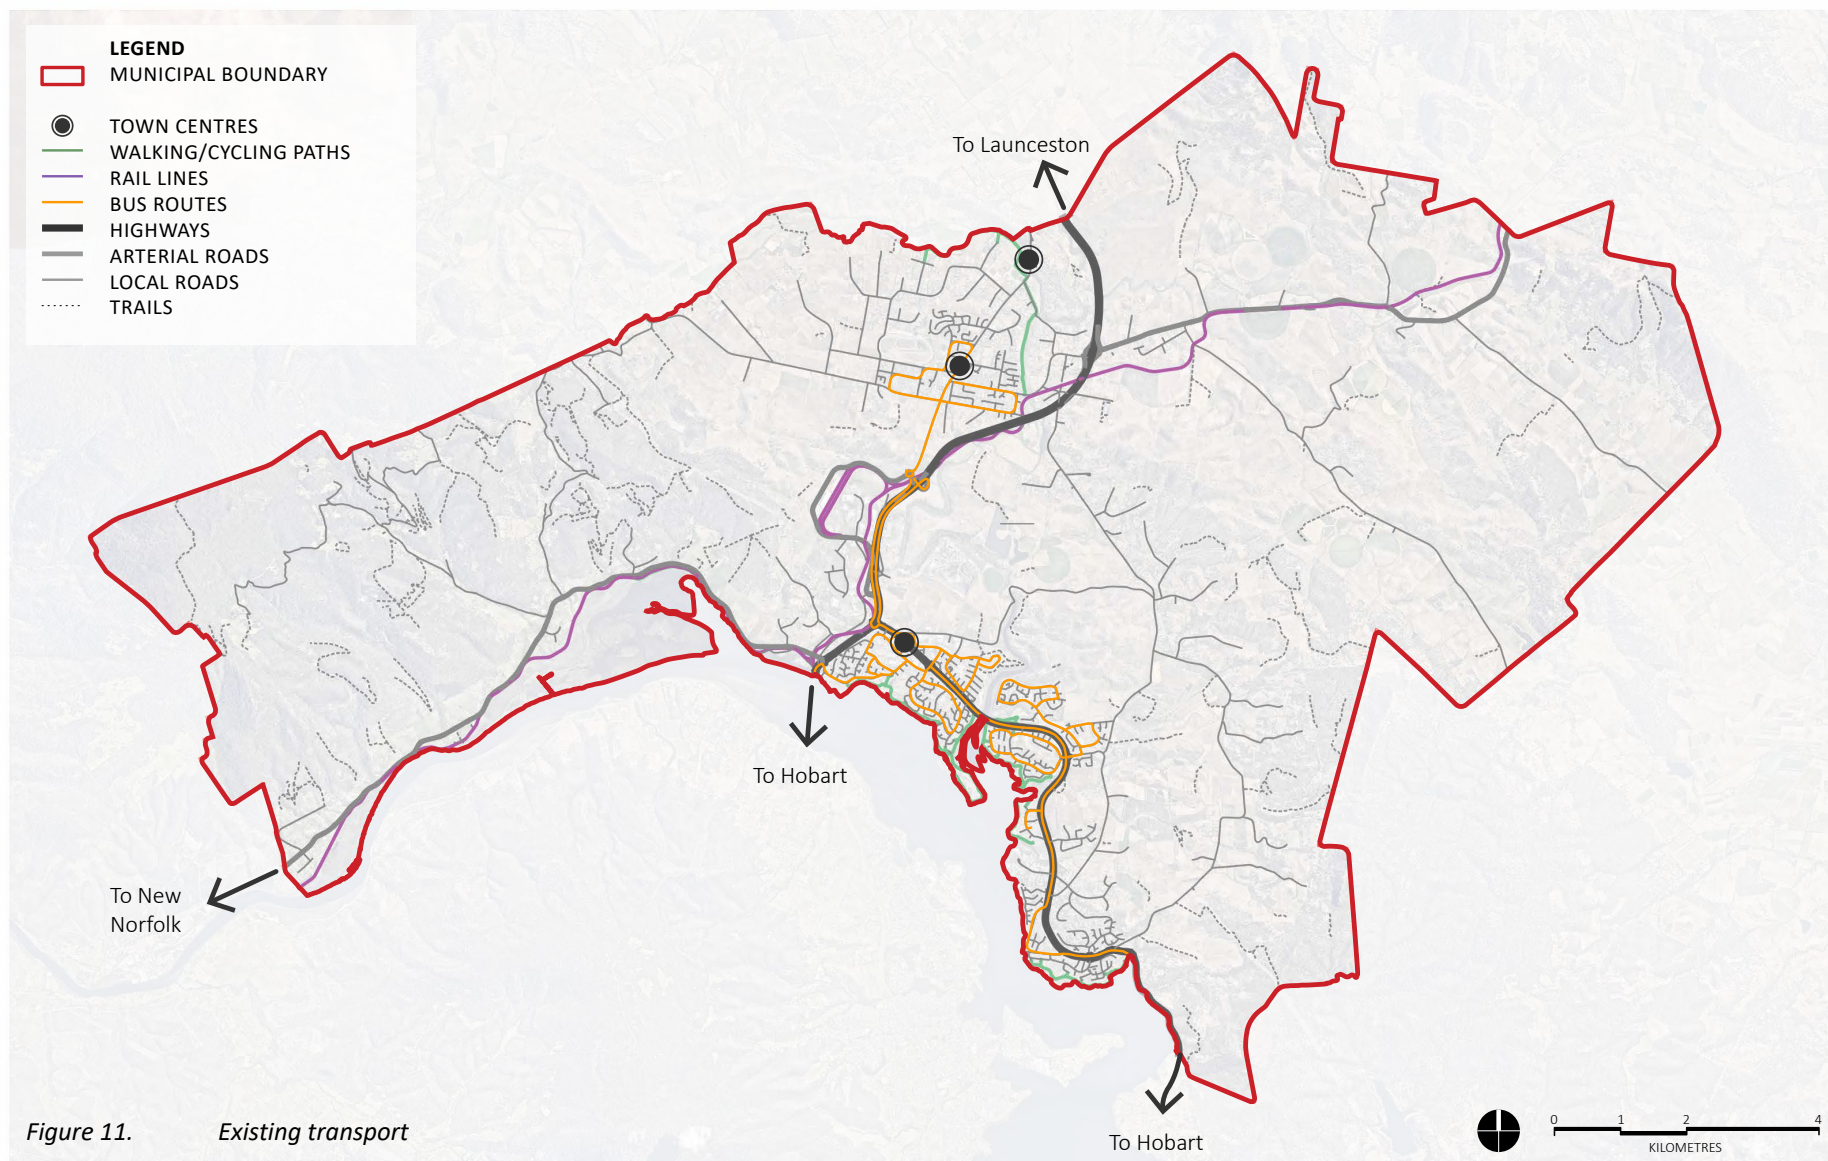 LEGEND
MUNICIPAL BOUNDARY
TOWN CENTRES
WALKING/CYCLING PATHS
RAIL LINES
BUS ROUTES
HIGHWAYS
ARTERIAL ROADS
LOCAL ROADS
TRAILS
To Launceston
To Hobart
To New
Norfolk
To Hobart
Figure 11. Existing transport
0 1 2 4
KILOMETRES